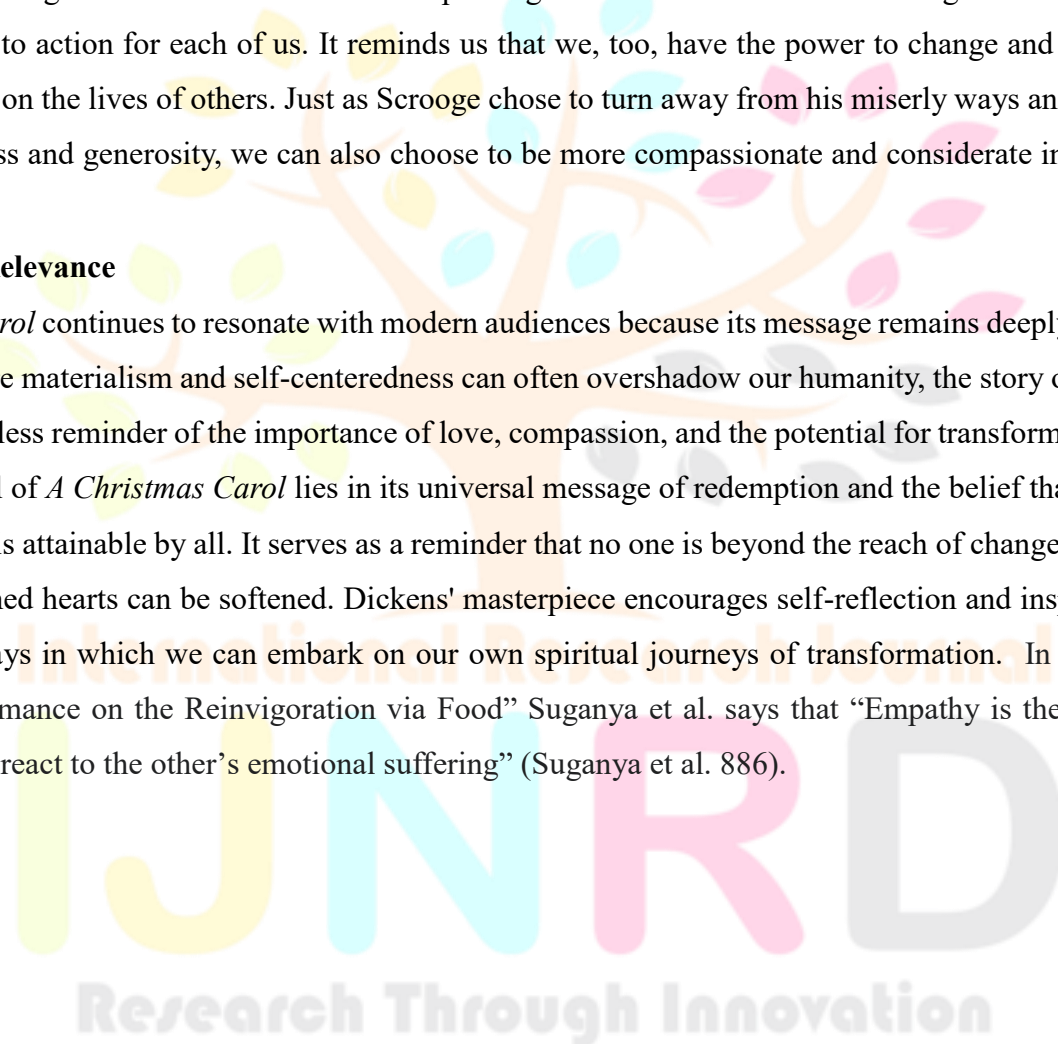 to action for each of us. It reminds us that we, too, have the power to change and
on the lives of others. Just as Scrooge chose to turn away from his miserly ways an
ss and generosity, we can also choose to be more compassionate and considerate in
elevance
rol continues to resonate with modern audiences because its message remains deeply
e materialism and self-centeredness can often overshadow our humanity, the story o
less reminder of the importance of love, compassion, and the potential for transform
l of A Christmas Carol lies in its universal message of redemption and the belief tha
s attainable by all. It serves as a reminder that no one is beyond the reach of change
ned hearts can be softened. Dickens' masterpiece encourages self-reflection and ins
International Research Journal
ays in which we can embark on our own spiritual journeys of transformation. In
mance on the Reinvigoration via Food” Suganya et al. says that “Empathy is the
react to the other’s emotional suffering” (Suganya et al. 886).
IJNRD
Research Through Innovation